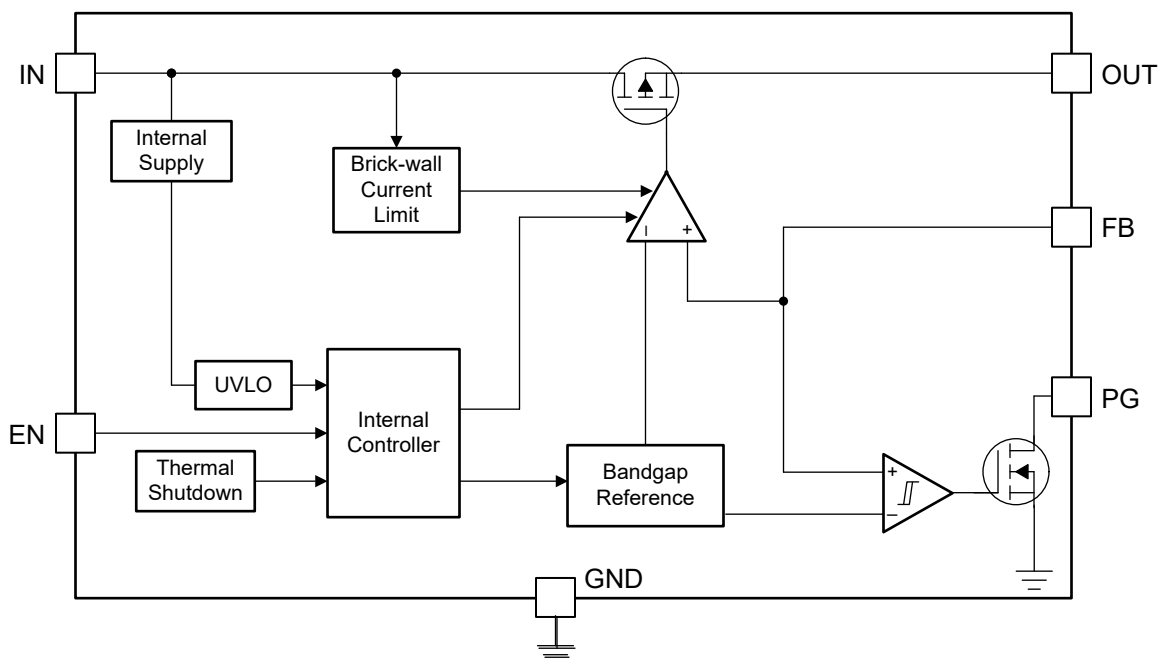 IN
OUT
Internal
Supply
Brick-wall
Current
Limit
– +
FB
UVLO
Internal
Controller
PG
EN
Thermal
Shutdown
Bandgap
Reference
+
–
GND